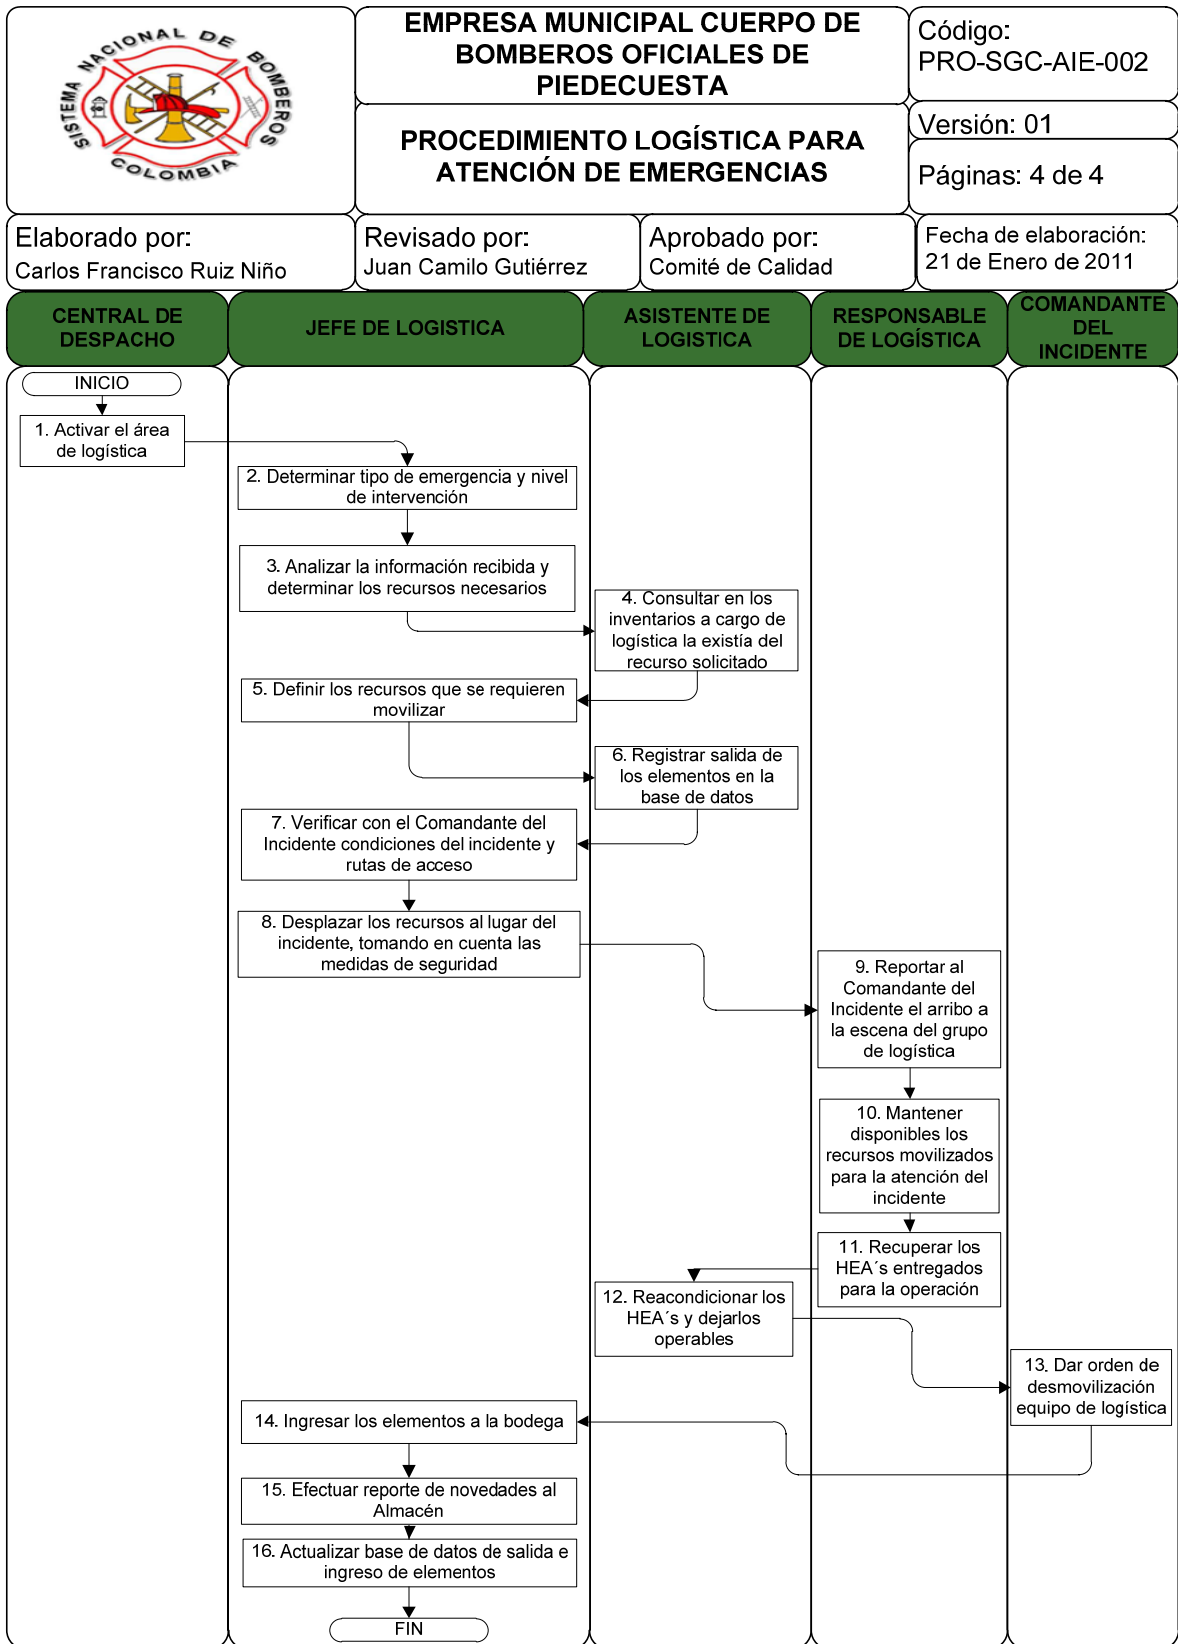 SISTEMA NACIONAL DE BOMBEROS
COLOMBIA
EMPRESA MUNICIPAL CUERPO DE
BOMBEROS OFICIALES DE
PIEDECUESTA
PROCEDIMIENTO LOGÍSTICA PARA
ATENCIÓN DE EMERGENCIAS
Código:
PRO-SGC-AIE-002
Versión: 01
Páginas: 4 de 4
Elaborado por:
Carlos Francisco Ruiz Niño
Revisado por:
Juan Camilo Gutiérrez
Aprobado por:
Comité de Calidad
Fecha de elaboración:
21 de Enero de 2011
CENTRAL DE
DESPACHO
JEFE DE LOGISTICA
ASISTENTE DE
LOGISTICA
RESPONSABLE
DE LOGÍSTICA
COMANDANTE
DEL
INCIDENTE
INICIO
1. Activar el área
de logística
2. Determinar tipo de emergencia y nivel
de intervención
3. Analizar la información recibida y
determinar los recursos necesarios
4. Consultar en los
inventarios a cargo de
logística la existía del
recurso solicitado
5. Definir los recursos que se requieren
movilizar
6. Registrar salida de
los elementos en la
base de datos
7. Verificar con el Comandante del
Incidente condiciones del incidente y
rutas de acceso
8. Desplazar los recursos al lugar del
incidente, tomando en cuenta las
medidas de seguridad
9. Reportar al
Comandante del
Incidente el arribo a
la escena del grupo
de logística
10. Mantener
disponibles los
recursos movilizados
para la atención del
incidente
11. Recuperar los
HEA´s entregados
para la operación
12. Reacondicionar los
HEA´s y dejarlos
operables
13. Dar orden de
desmovilización
equipo de logística
14. Ingresar los elementos a la bodega
15. Efectuar reporte de novedades al
Almacén
16. Actualizar base de datos de salida e
ingreso de elementos
FIN